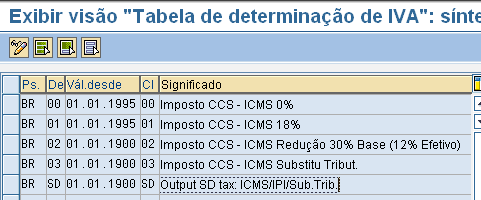 Exibir visão "Tabela de determinação de IVA": sínte
Ps. De Vál.desde Cl Significado
BR 00 01.01.1995 00 Imposto CCS - ICMS 0%
BR 01 01.01.1995 01 Imposto CCS - ICMS 18%
BR 02 01.01.1900 02 Imposto CCS - ICMS Redução 30% Base (12% Efetivo)
BR 03 01.01.1900 03 Imposto CCS - ICMS Substitu Tribut.
BR SD 01.01.1900 SD Output SD tax: ICMS/IPI/Sub.Trib.